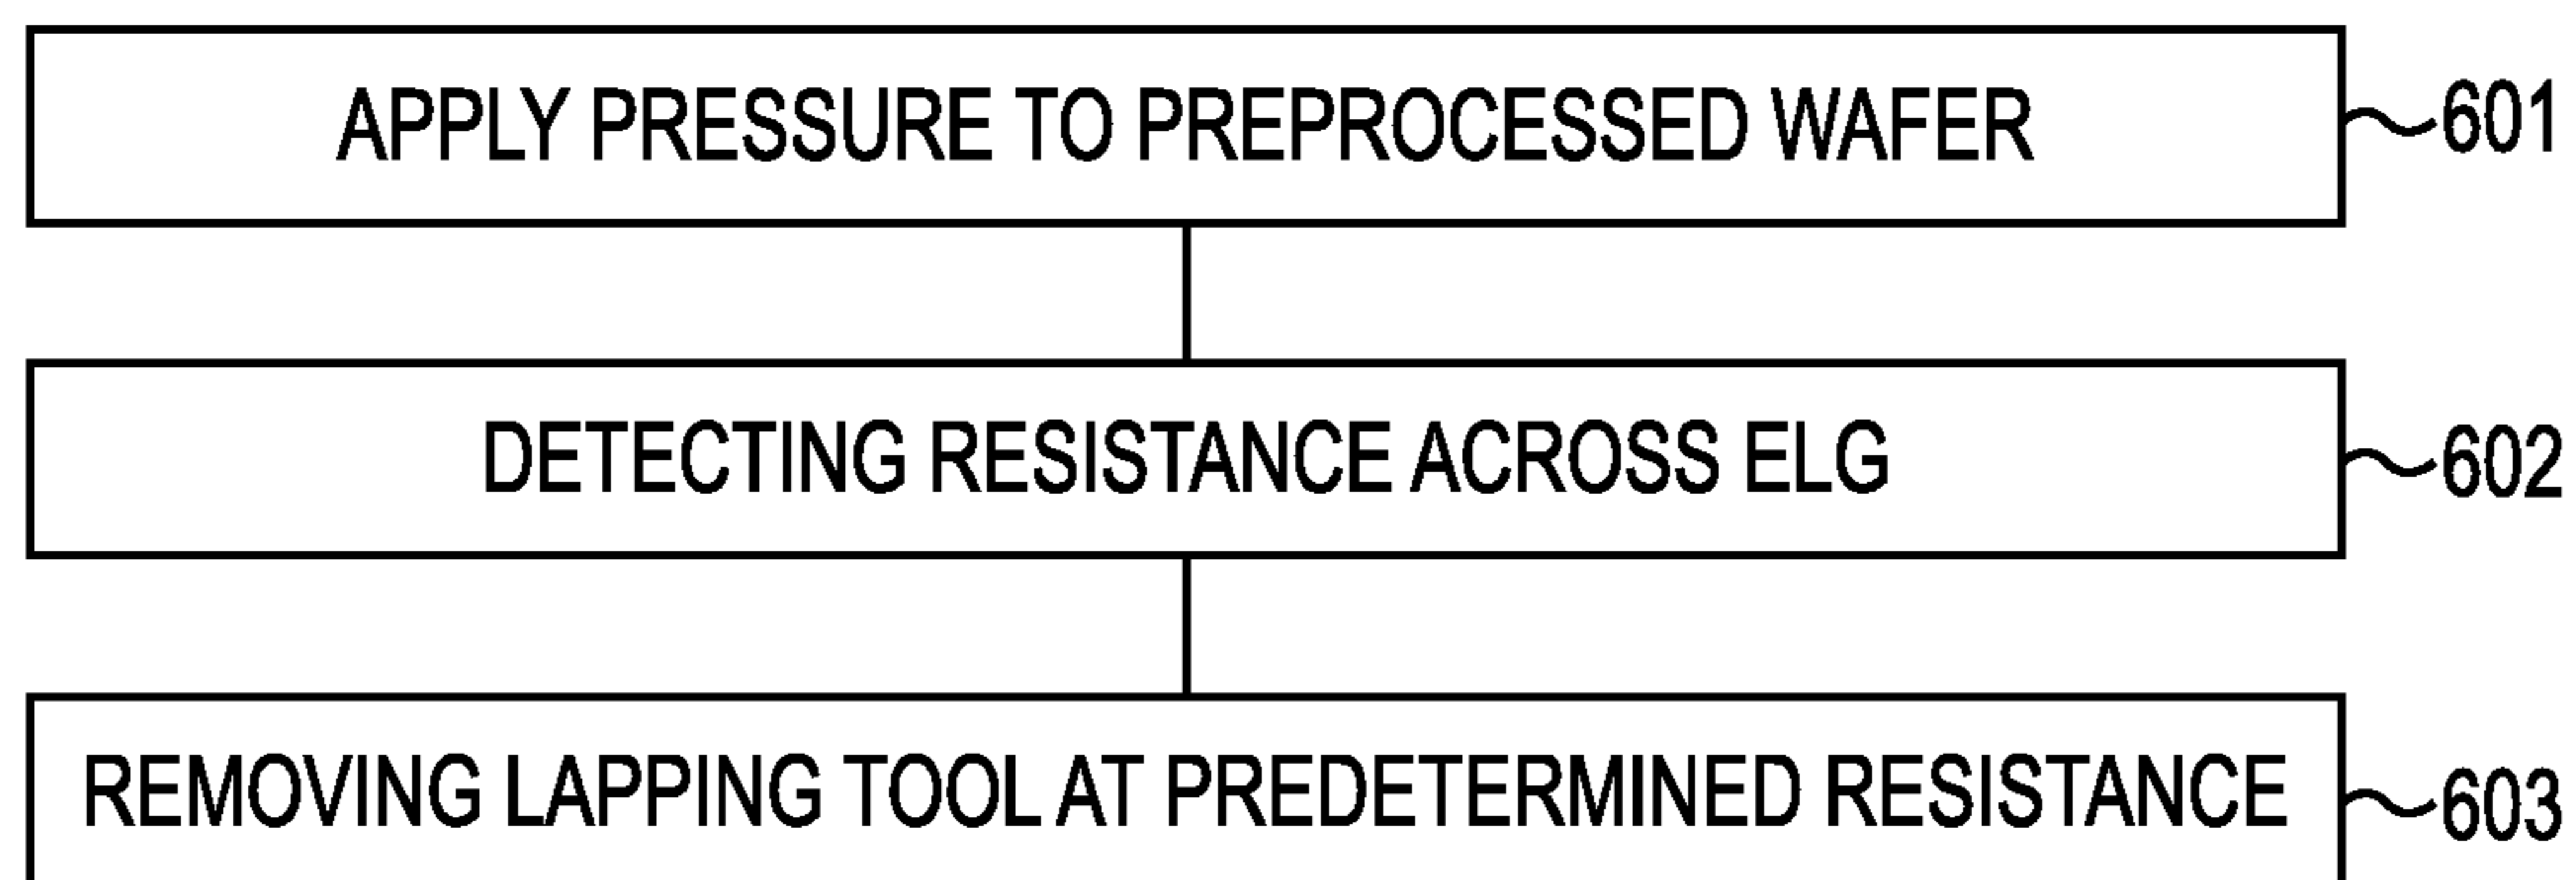 APPLY PRESSURE TO PREPROCESSED WAFER
601
DETECTING RESISTANCE ACROSS ELG
602
REMOVING LAPPING TOOL AT PREDETERMINED RESISTANCE
603